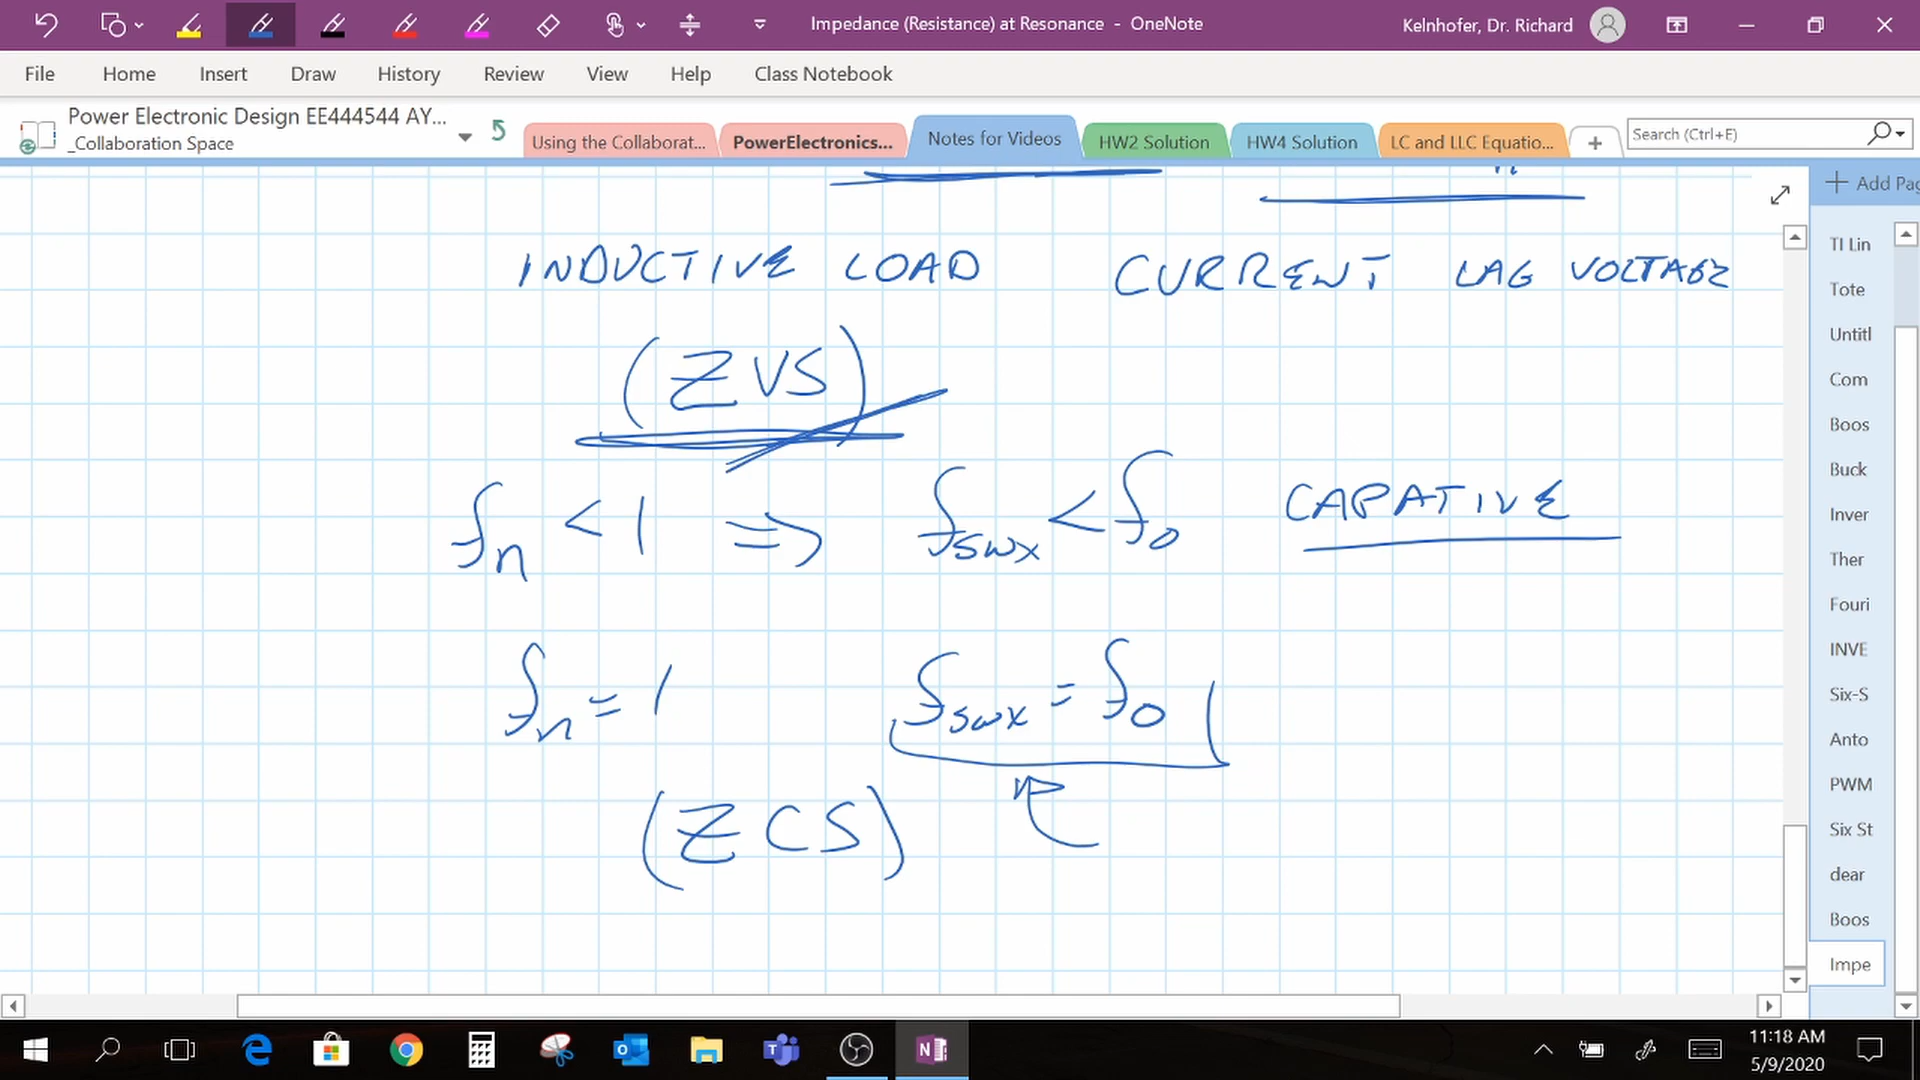 Impedance (Resistance) at Resonance - OneNote
Kelnhofer, Dr. Richard
File Home Insert Draw History Review View Help Class Notebook
Power Electronic Design EE444544 AY...
_Collaboration Space
Using the Collaborat... PowerElectronics... Notes for Videos HW2 Solution HW4 Solution LC and LLC Equatio... + Search (Ctrl+E)
+ Add Pag
INDUCTIVE LOAD CURRENT LAG VOLTAGE
(ZVS)
fn < 1 => fswx < fo CAPATIVE
fn = 1 fswx = fo
(ZCS)
TI Lin
Tote
Untitl
Com
Boos
Buck
Inver
Ther
Fouri
INVE
Six-S
Anto
PWM
Six St
dear
Boos
Impe
11:18 AM
5/9/2020